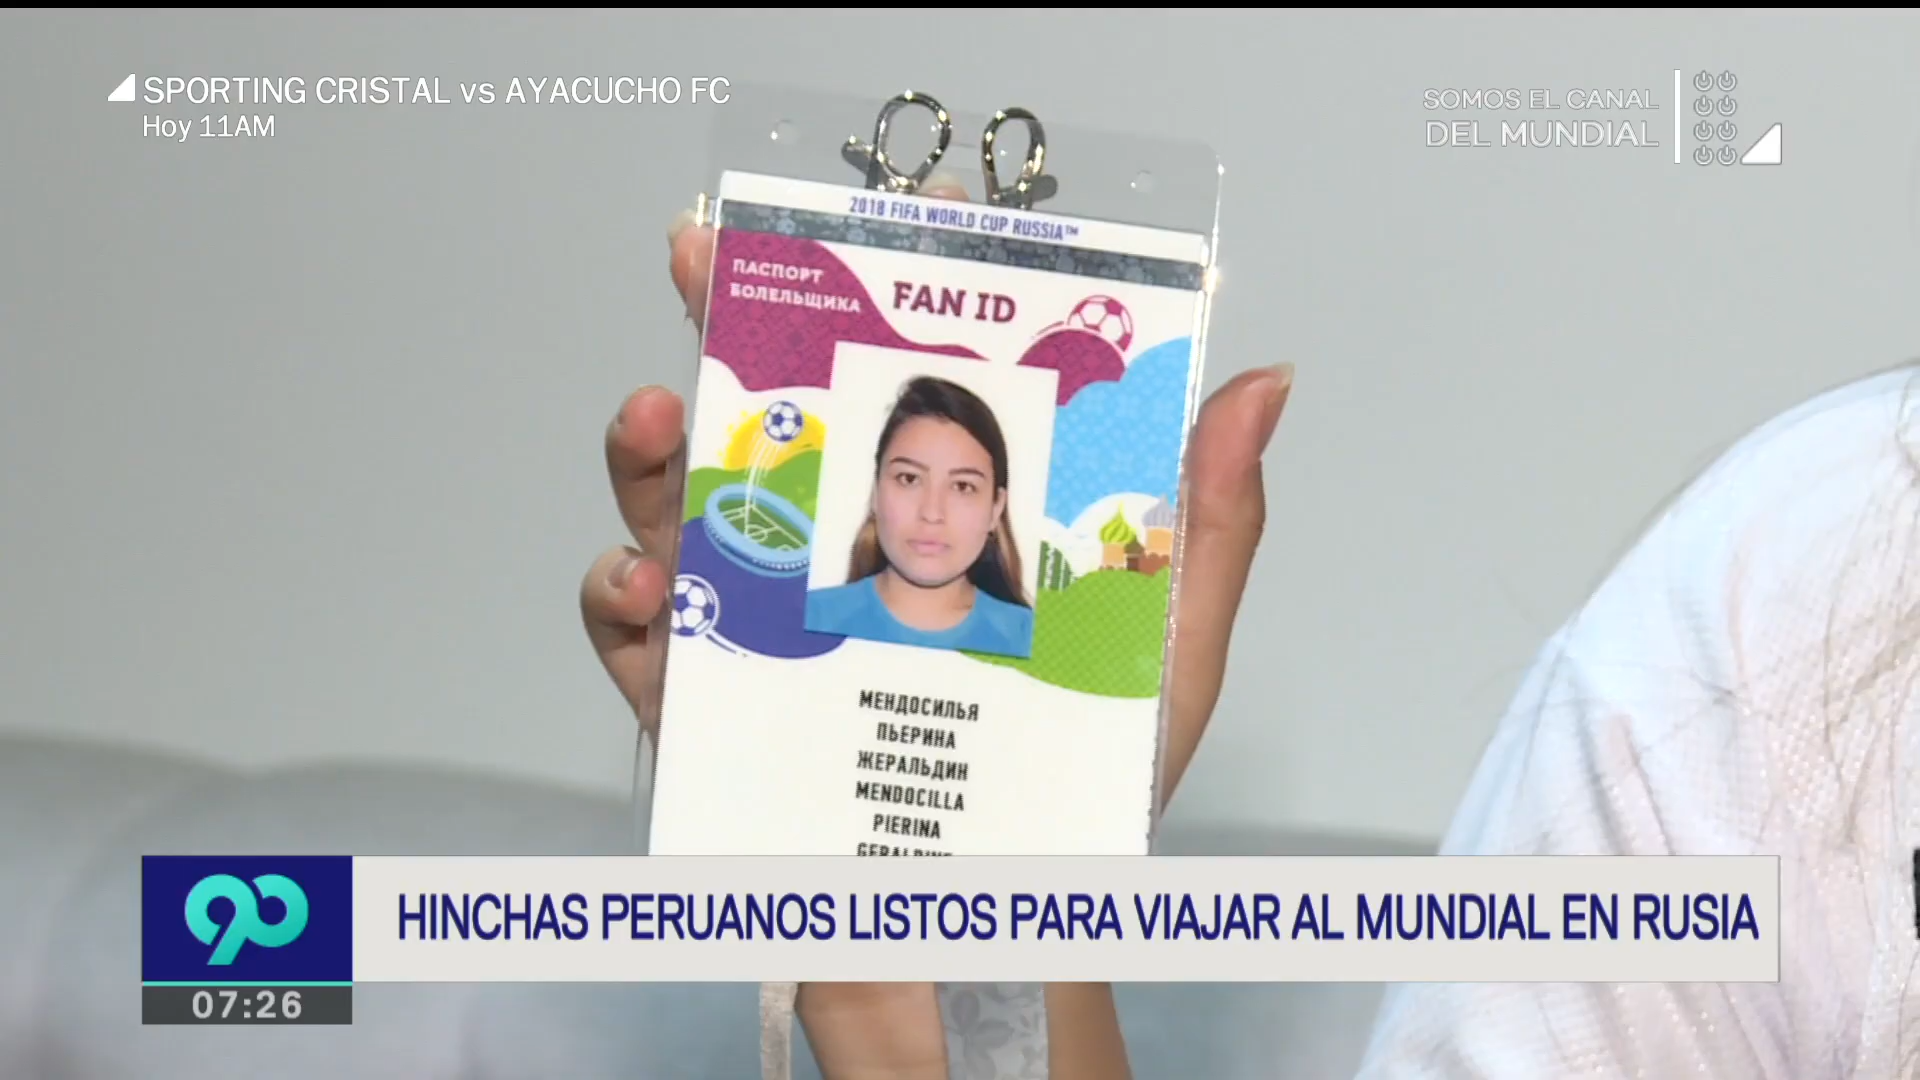 SPORTING CRISTAL vs AYACUCHO FC
Hoy 11AM
SOMOS EL CANAL
DEL MUNDIAL
2018 FIFA WORLD CUP RUSSIA™
ПАСПОРТ
БОЛЕЛЬЩИКА
FAN ID
МЕНДОСИЛЬЯ
ПЬЕРИНА
ЖЕРАЛЬДИН
MENDOCILLA
PIERINA
90
HINCHAS PERUANOS LISTOS PARA VIAJAR AL MUNDIAL EN RUSIA
07:26